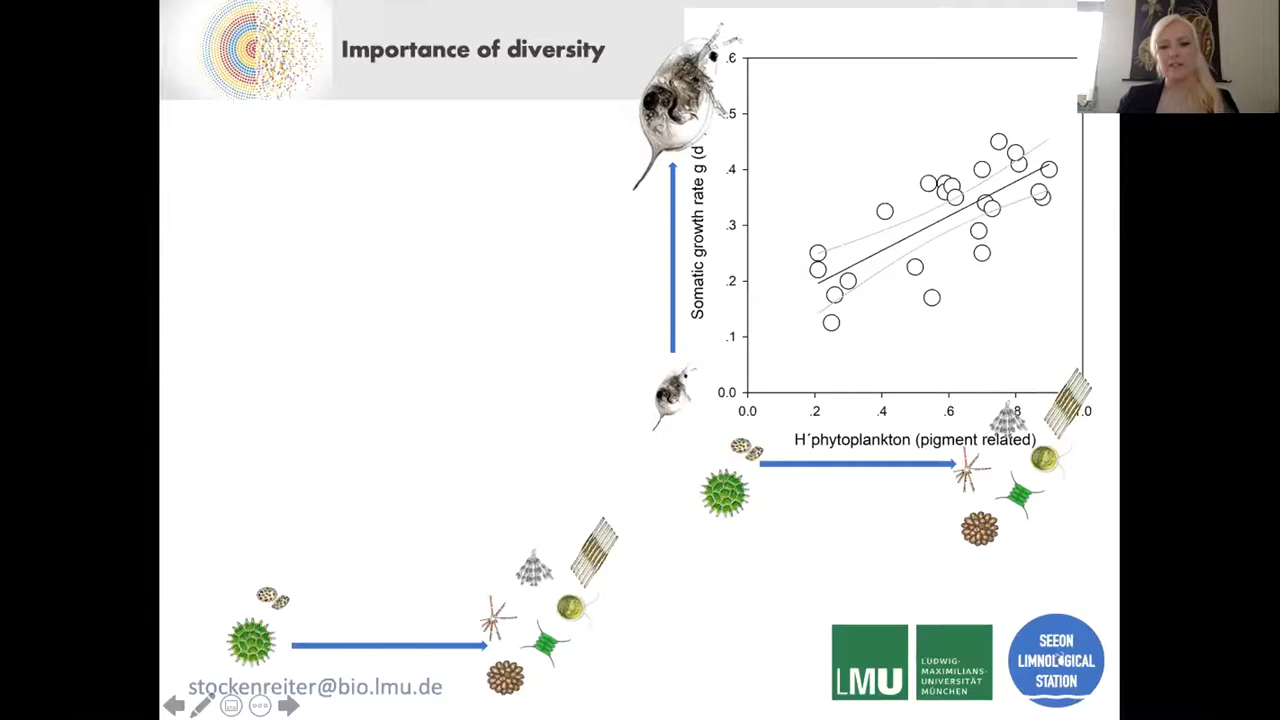 Importance of diversity
.6
.5
.4
.3
.2
.1
0.0
0.0 .2 .4 .6 .8 1.0
Somatic growth rate g (d
H´phytoplankton (pigment related)
stockenreiter@bio.lmu.de
LMU
LUDWIG-
MAXIMILIANS-
UNIVERSITÄT
MÜNCHEN
SEEON
LIMNOLOGICAL
STATION